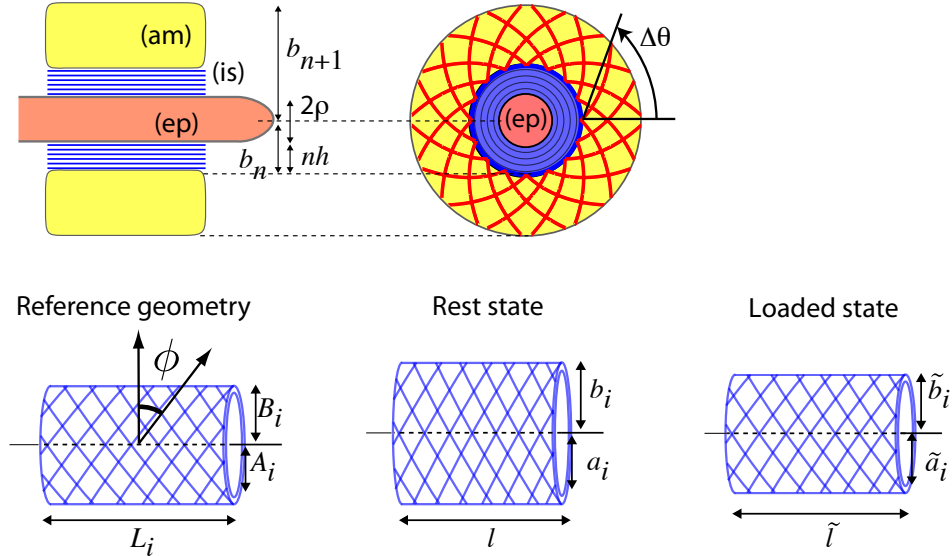 (am)
(is)
(ep)
b_{n+1}
2ρ
b_n
nh
(ep)
Δθ
Reference geometry
Rest state
Loaded state
ϕ
B_i
A_i
L_i
b_i
a_i
l
b̃_i
ã_i
l̃